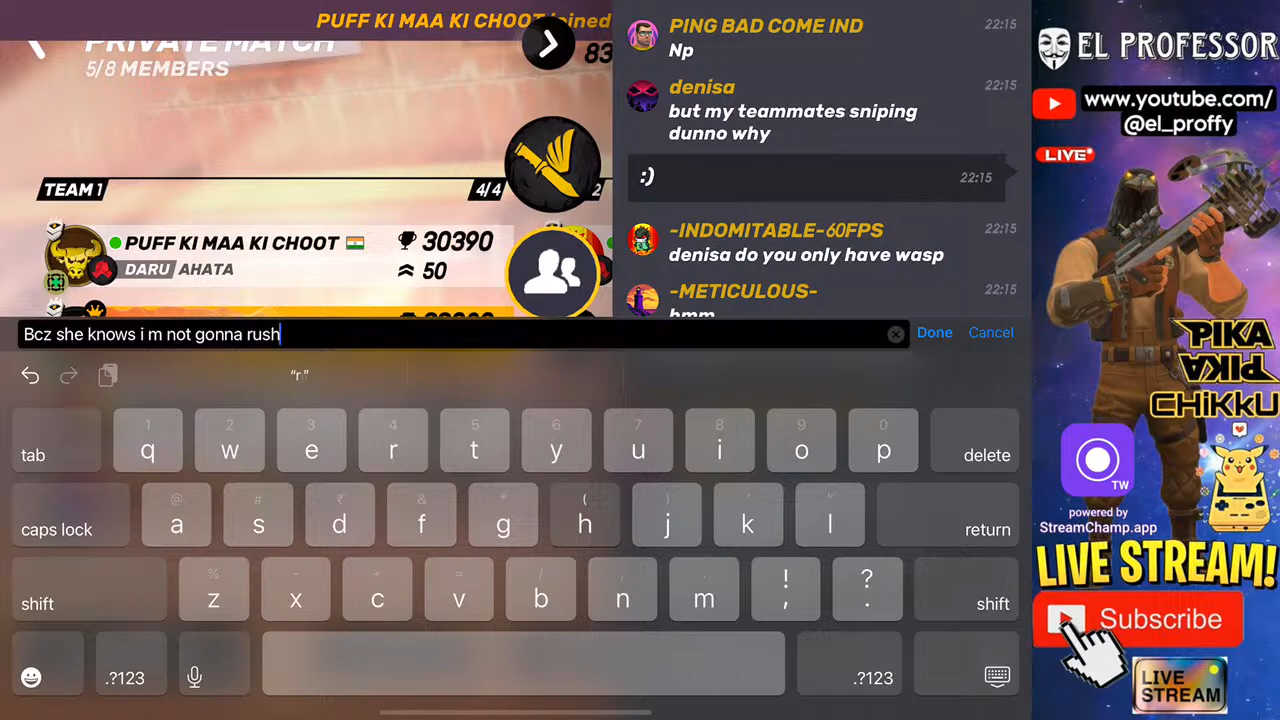 PUFF KI MAA KI CHOOT joined
PRIVATE MATCH
5/8 MEMBERS
83
TEAM 1
4/4
2
PUFF KI MAA KI CHOOT
30390
DARU AHATA
50
PING BAD COME IND
22:15
Np
denisa
22:15
but my teammates sniping
dunno why
:)
22:15
-INDOMITABLE-60FPS
22:15
denisa do you only have wasp
-METICULOUS-
22:15
hmm
Bcz she knows i m not gonna rush
Done
Cancel
"r"
tab
1 2 3 4 5 6 7 8 9 0
q w e r t y u i o p
delete
caps lock
@ # ₹ & * ( ) ' "
a s d f g h j k l
return
shift
% - + = / ; : ! ?
z x c v b n m , .
shift
.?123
.?123
EL PROFESSOR
www.youtube.com/
@el_proffy
LIVE
PIKA
PIKA
CHIKKU
TW
powered by
StreamChamp.app
LIVE STREAM!
Subscribe
LIVE
STREAM